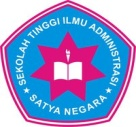 SEKOLAH TINGGI ILMU ADMINISTRASI
SATYA NEGARA